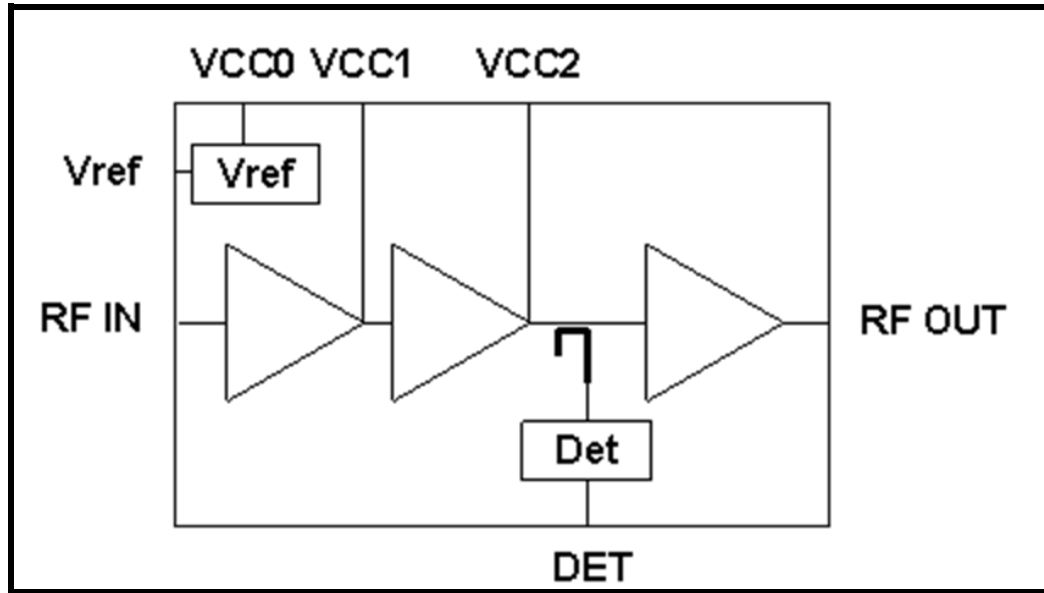 VCC0 VCC1 VCC2
Vref
Vref
RF IN
RF OUT
Det
DET